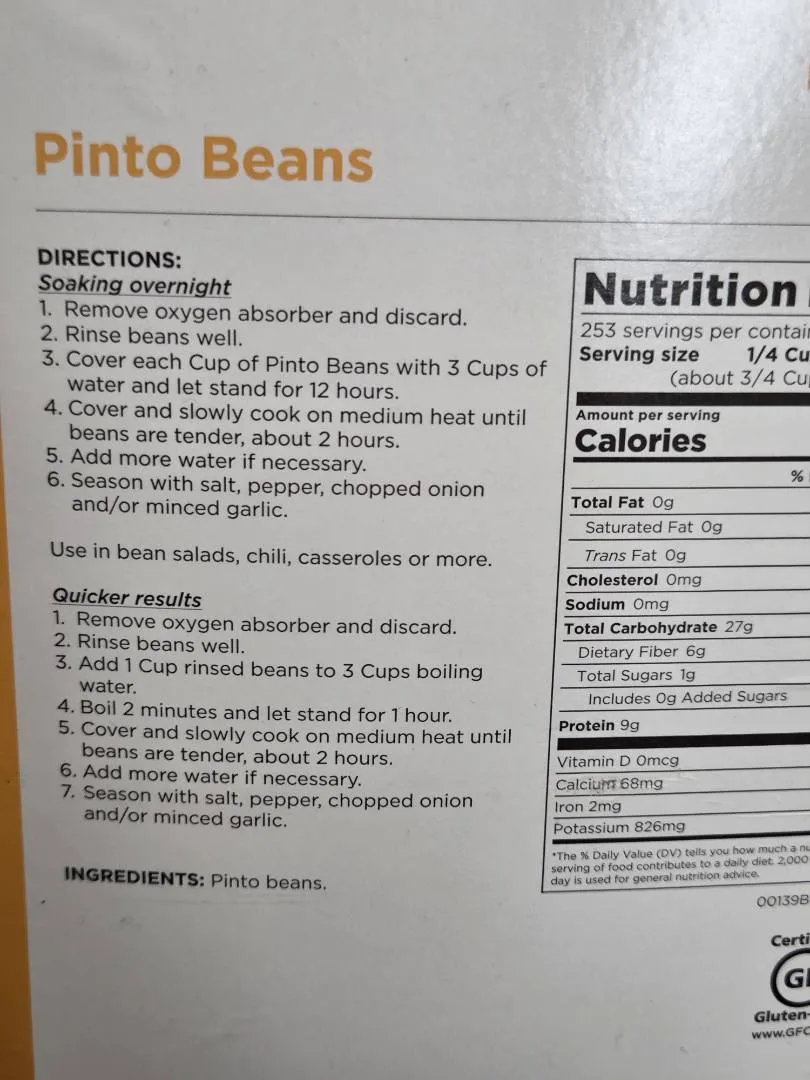 Pinto Beans
DIRECTIONS:
Soaking overnight
1. Remove oxygen absorber and discard.
2. Rinse beans well.
3. Cover each Cup of Pinto Beans with 3 Cups of
water and let stand for 12 hours.
4. Cover and slowly cook on medium heat until
beans are tender, about 2 hours.
5. Add more water if necessary.
6. Season with salt, pepper, chopped onion
and/or minced garlic.
Use in bean salads, chili, casseroles or more.
Quicker results
1. Remove oxygen absorber and discard.
2. Rinse beans well.
3. Add 1 Cup rinsed beans to 3 Cups boiling
water.
4. Boil 2 minutes and let stand for 1 hour.
5. Cover and slowly cook on medium heat until
beans are tender, about 2 hours.
6. Add more water if necessary.
7. Season with salt, pepper, chopped onion
and/or minced garlic.
INGREDIENTS: Pinto beans.
Nutrition
253 servings per
Serving size 1/4
(about 3/4
Amount per serving
Calories
%
Total Fat 0g
Saturated Fat 0g
Trans Fat 0g
Cholesterol 0mg
Sodium 0mg
Total Carbohydrate 27g
Dietary Fiber 6g
Total Sugars 1g
Includes 0g Added Sugars
Protein 9g
Vitamin D 0mcg
Calcium 68mg
Iron 2mg
Potassium 826mg
*The % Daily Value (DV) tells you how much a
serving of food contributes to a daily diet. 2,000
day is used for general nutrition advice.
00139B
Gluten-